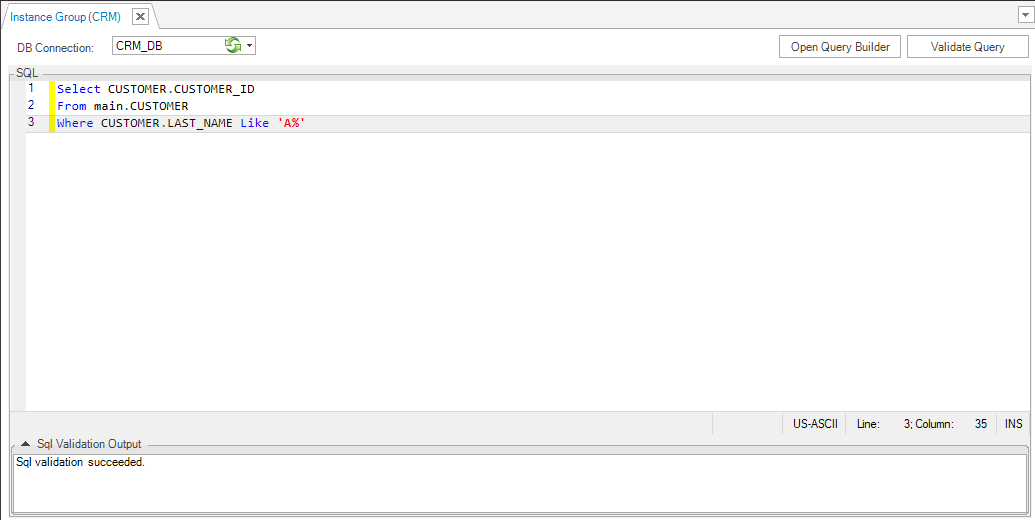 Instance Group (CRM)
DB Connection: CRM_DB Open Query Builder Validate Query
SQL
1 Select CUSTOMER.CUSTOMER_ID
2 From main.CUSTOMER
3 Where CUSTOMER.LAST_NAME Like 'A%'
US-ASCII Line: 3; Column: 35 INS
Sql Validation Output
Sql validation succeeded.